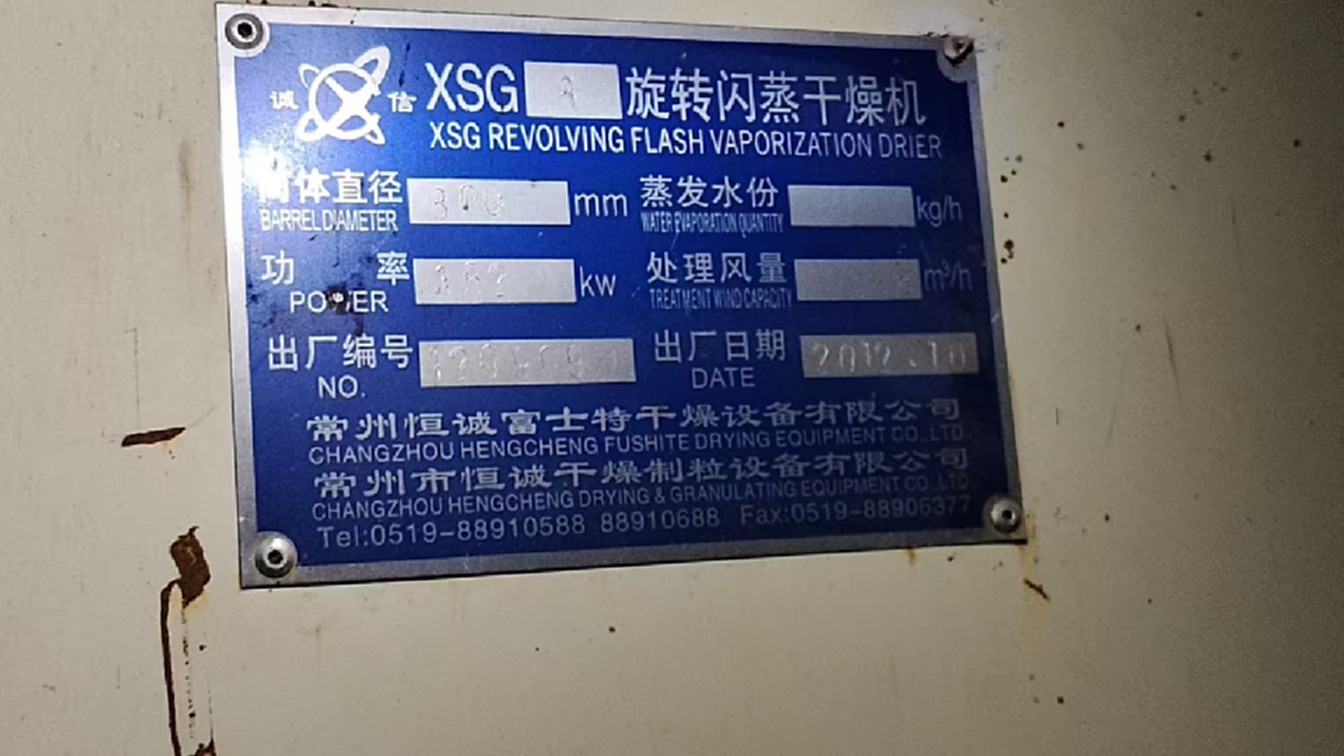 诚 信 XSG A 旋转闪蒸干燥机
XSG REVOLVING FLASH VAPORIZATION DRIER
筒体直径 mm 蒸发水份 kg/h
BARREL DIAMETER WATER EVAPORATION QUANTITY
功 率 kw 处理风量 m³/h
POWER TREATMENT WIND CAPACITY
出厂编号 出厂日期 2012.10
NO. DATE
常州恒诚富士特干燥设备有限公司
CHANGZHOU HENGCHENG FUSHITE DRYING EQUIPMENT CO.,LTD.
常州市恒诚干燥制粒设备有限公司
CHANGZHOU HENGCHENG DRYING & GRANULATING EQUIPMENT CO.,LTD.
Tel:0519-88910588 88910688 Fax:0519-88906377